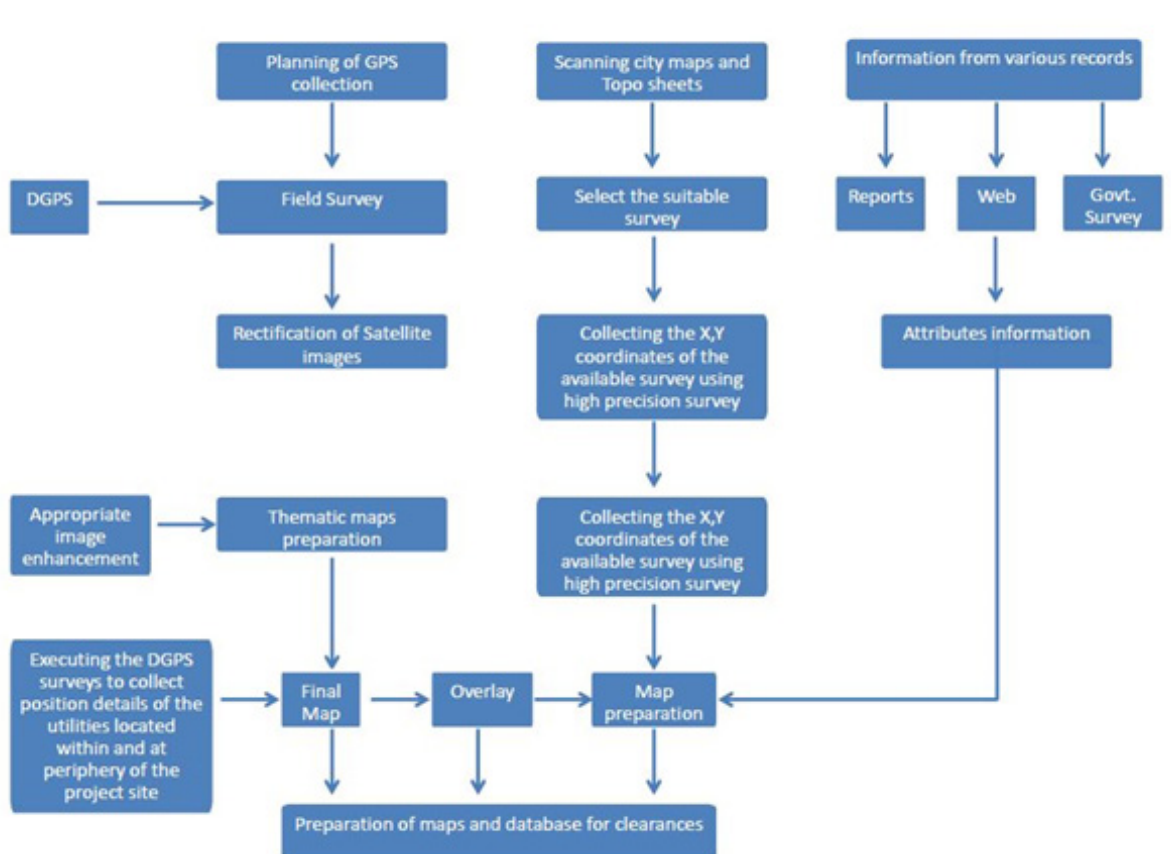 Planning of GPS
collection
Scanning city maps and
Topo sheets
Information from various records
DGPS
Field Survey
Select the suitable
survey
Reports
Web
Govt.
Survey
Rectification of Satellite
images
Collecting the X,Y
coordinates of the
available survey using
high precision survey
Attributes information
Appropriate
image
enhancement
Thematic maps
preparation
Collecting the X,Y
coordinates of the
available survey using
high precision survey
Executing the DGPS
surveys to collect
position details of the
utilities located
within and at
periphery of the
project site
Final
Map
Overlay
Map
preparation
Preparation of maps and database for clearances